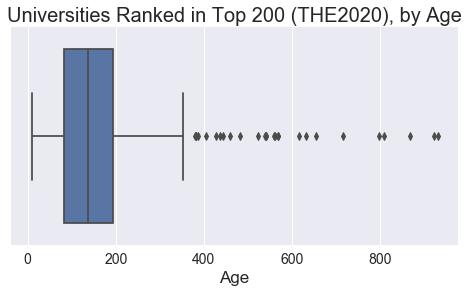 Universities Ranked in Top 200 (THE2020), by Age
0 200 400 600 800
Age